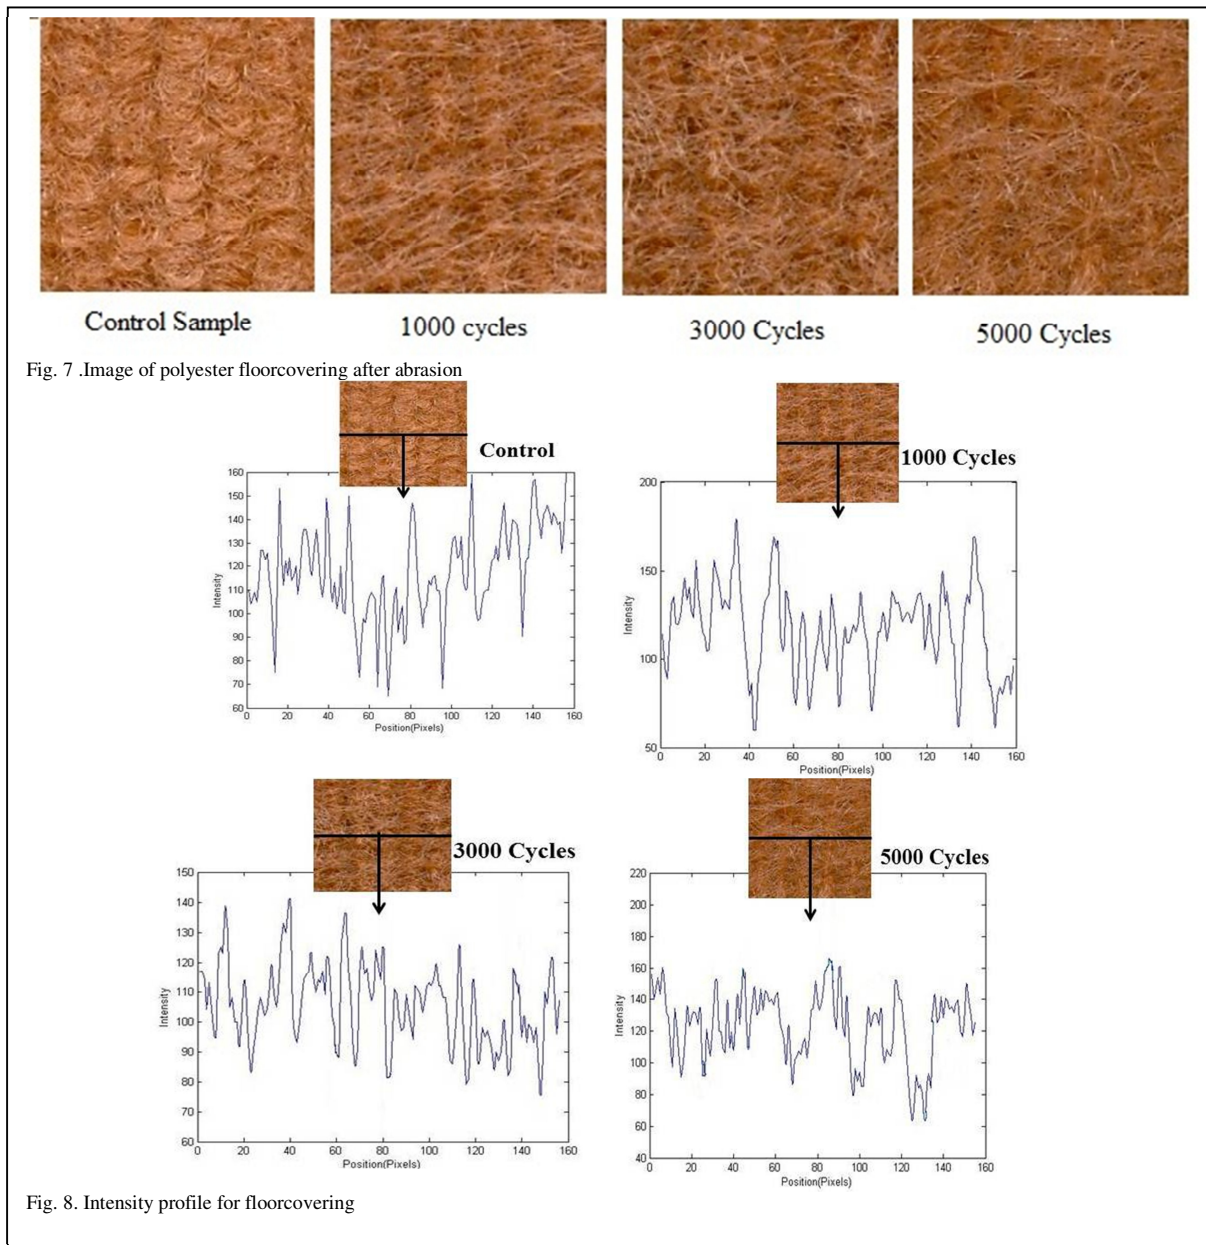 Control Sample
1000 cycles
3000 Cycles
5000 Cycles
Fig. 7 .Image of polyester floorcovering after abrasion
Control
160
150
140
130
120
110
100
90
80
70
60
Intensity
0 20 40 60 80 100 120 140 160
Position(Pixels)
1000 Cycles
200
150
100
50
Intensity
0 20 40 60 80 100 120 140 160
Position(Pixels)
3000 Cycles
150
140
130
120
110
100
90
80
70
60
Intensity
0 20 40 60 80 100 120 140 160
Position(Pixels)
5000 Cycles
220
200
180
160
140
120
100
80
60
40
Intensity
0 20 40 60 80 100 120 140 160
Position(Pixels)
Fig. 8. Intensity profile for floorcovering